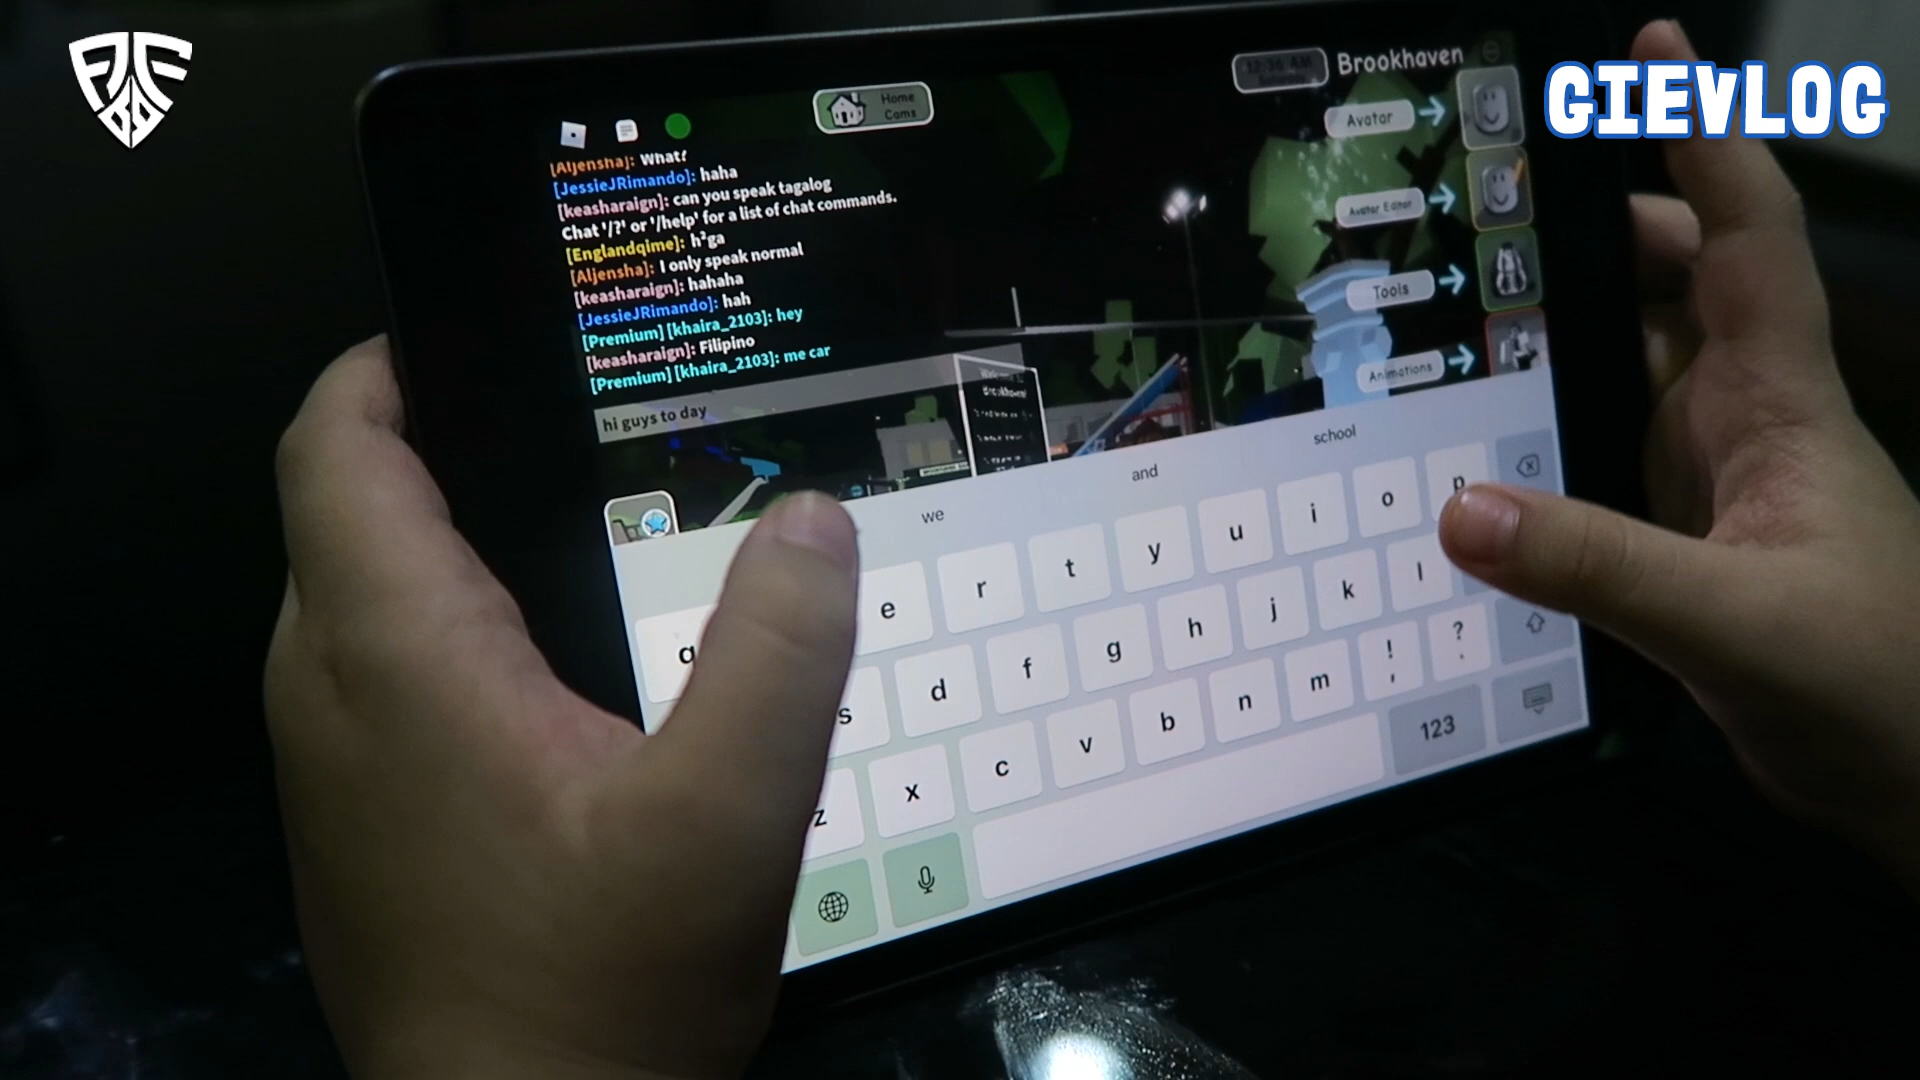 GIEVLOG
Brookhaven
Home
Cams
Avatar
Avatar Editor
Tools
Animations
[Aljensha]: What?
[JessieJRimando]: haha
[keasharaign]: can you speak tagalog
Chat '/?' or '/help' for a list of chat commands.
[Englandqime]: h²ga
[Aljensha]: I only speak normal
[keasharaign]: hahaha
[JessieJRimando]: hah
[Premium] [khaira_2103]: hey
[keasharaign]: Filipino
[Premium] [khaira_2103]: me car
hi guys to day
Brookhaven!
we and school
q e r t y u i o p
s d f g h j k l
z x c v b n m ! , ? .
123